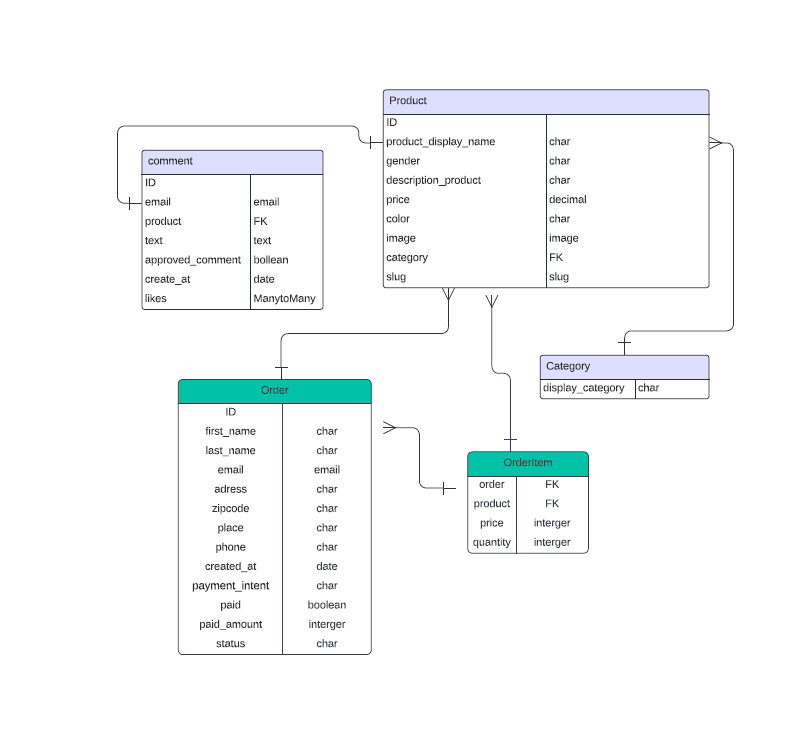 Product
ID
product_display_name char
gender char
description_product char
price decimal
color char
image image
category FK
slug slug
comment
ID
email email
product FK
text text
approved_comment bollean
create_at date
likes ManytoMany
Category
display_category char
Order
ID
first_name char
last_name char
email email
adress char
zipcode char
place char
phone char
created_at date
payment_intent char
paid boolean
paid_amount interger
status char
OrderItem
order FK
product FK
price interger
quantity interger